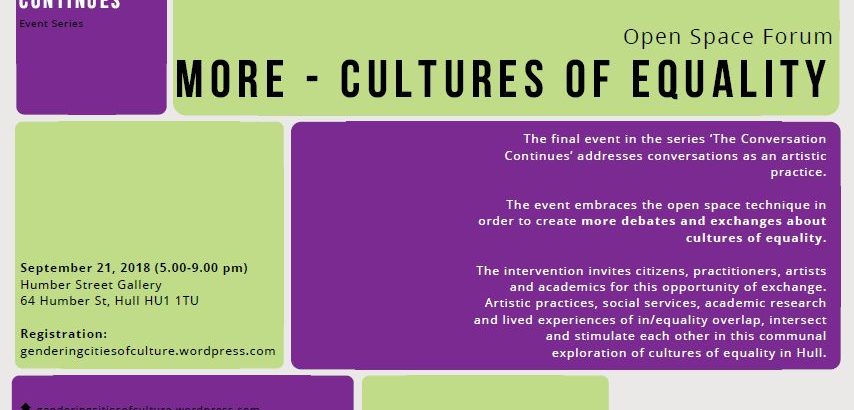 CONTINUES
Event Series
Open Space Forum
MORE - CULTURES OF EQUALITY
The final event in the series ‘The Conversation
Continues’ addresses conversations as an artistic
practice.
The event embraces the open space technique in
order to create more debates and exchanges about
cultures of equality.
The intervention invites citizens, practitioners, artists
and academics for this opportunity of exchange.
Artistic practices, social services, academic research
and lived experiences of in/equality overlap, intersect
and stimulate each other in this communal
exploration of cultures of equality in Hull.
September 21, 2018 (5.00-9.00 pm)
Humber Street Gallery
64 Humber St, Hull HU1 1TU
Registration:
genderingcitiesofculture.wordpress.com
genderingcitiesofculture.wordpress.com